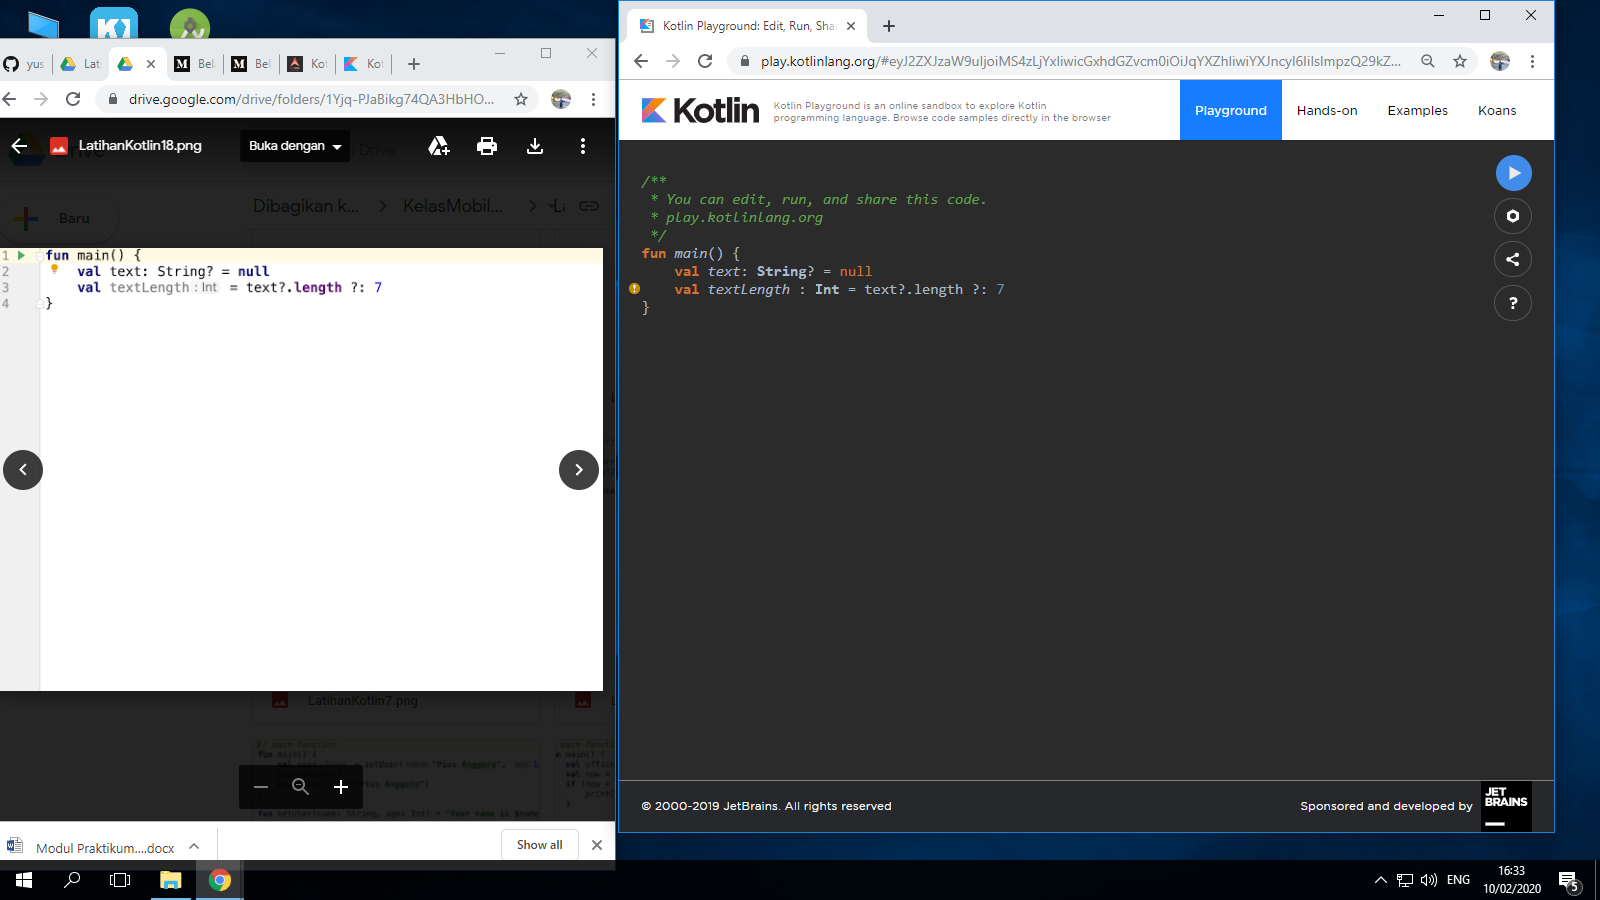 yus
Lat
Bel
Bel
Kot
Kot
drive.google.com/drive/folders/1Yjq-PJaBikg74QA3HbHO...
LatihanKotlin18.png
Buka dengan
Drive
Baru
Dibagikan k...
KelasMobil...
1 fun main() {
2 val text: String? = null
3 val textLength : Int = text?.length ?: 7
4 }
LatihanKotlin7.png
Modul Praktikum....docx
Show all
Kotlin Playground: Edit, Run, Sha
play.kotlinlang.org/#eyJ2ZXJzaW9uIjoiMS4zLjYxIiwicGxhdGZvcm0iOiJqYXZhIiwiYXJncyI6IiIsImpzQ29kZ...
Kotlin
Kotlin Playground is an online sandbox to explore Kotlin
programming language. Browse code samples directly in the browser
Playground
Hands-on
Examples
Koans
/**
* You can edit, run, and share this code.
* play.kotlinlang.org
*/
fun main() {
val text: String? = null
val textLength : Int = text?.length ?: 7
}
© 2000-2019 JetBrains. All rights reserved
Sponsored and developed by
JET
BRAINS
ENG
16:33
10/02/2020
5